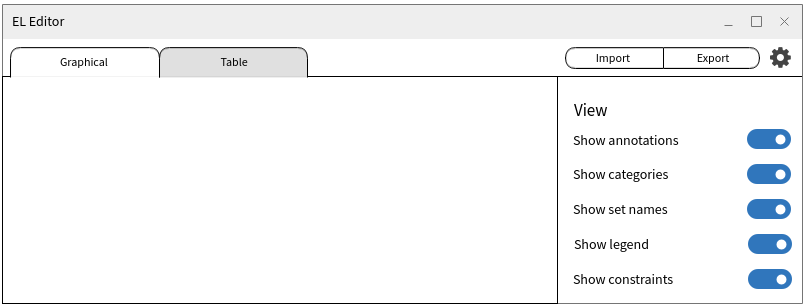 EL Editor
Graphical
Table
Import
Export
View
Show annotations
Show categories
Show set names
Show legend
Show constraints